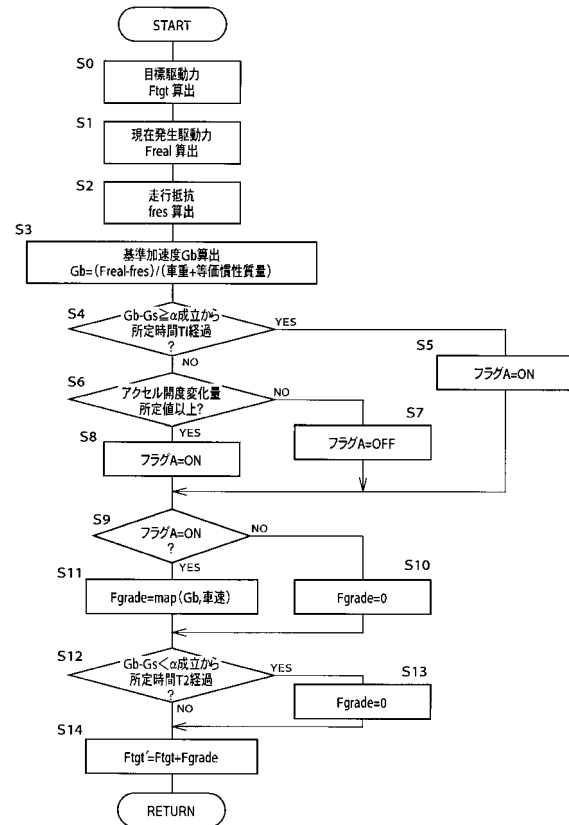 START
S0
目標駆動力
Ftgt 算出
S1
現在発生駆動力
Freal 算出
S2
走行抵抗
fres 算出
S3
基準加速度Gb算出
Gb=(Freal-fres)/(車重+等価慣性質量)
S4
Gb-Gs≧α成立から
所定時間T1経過
?
YES
NO
S5
フラグA=ON
S6
アクセル開度変化量
所定値以上?
NO
YES
S7
フラグA=OFF
S8
フラグA=ON
S9
フラグA=ON
?
NO
YES
S10
Fgrade=0
S11
Fgrade=map(Gb,車速)
S12
Gb-Gs<α成立から
所定時間T2経過
?
YES
NO
S13
Fgrade=0
S14
Ftgt´=Ftgt+Fgrade
RETURN